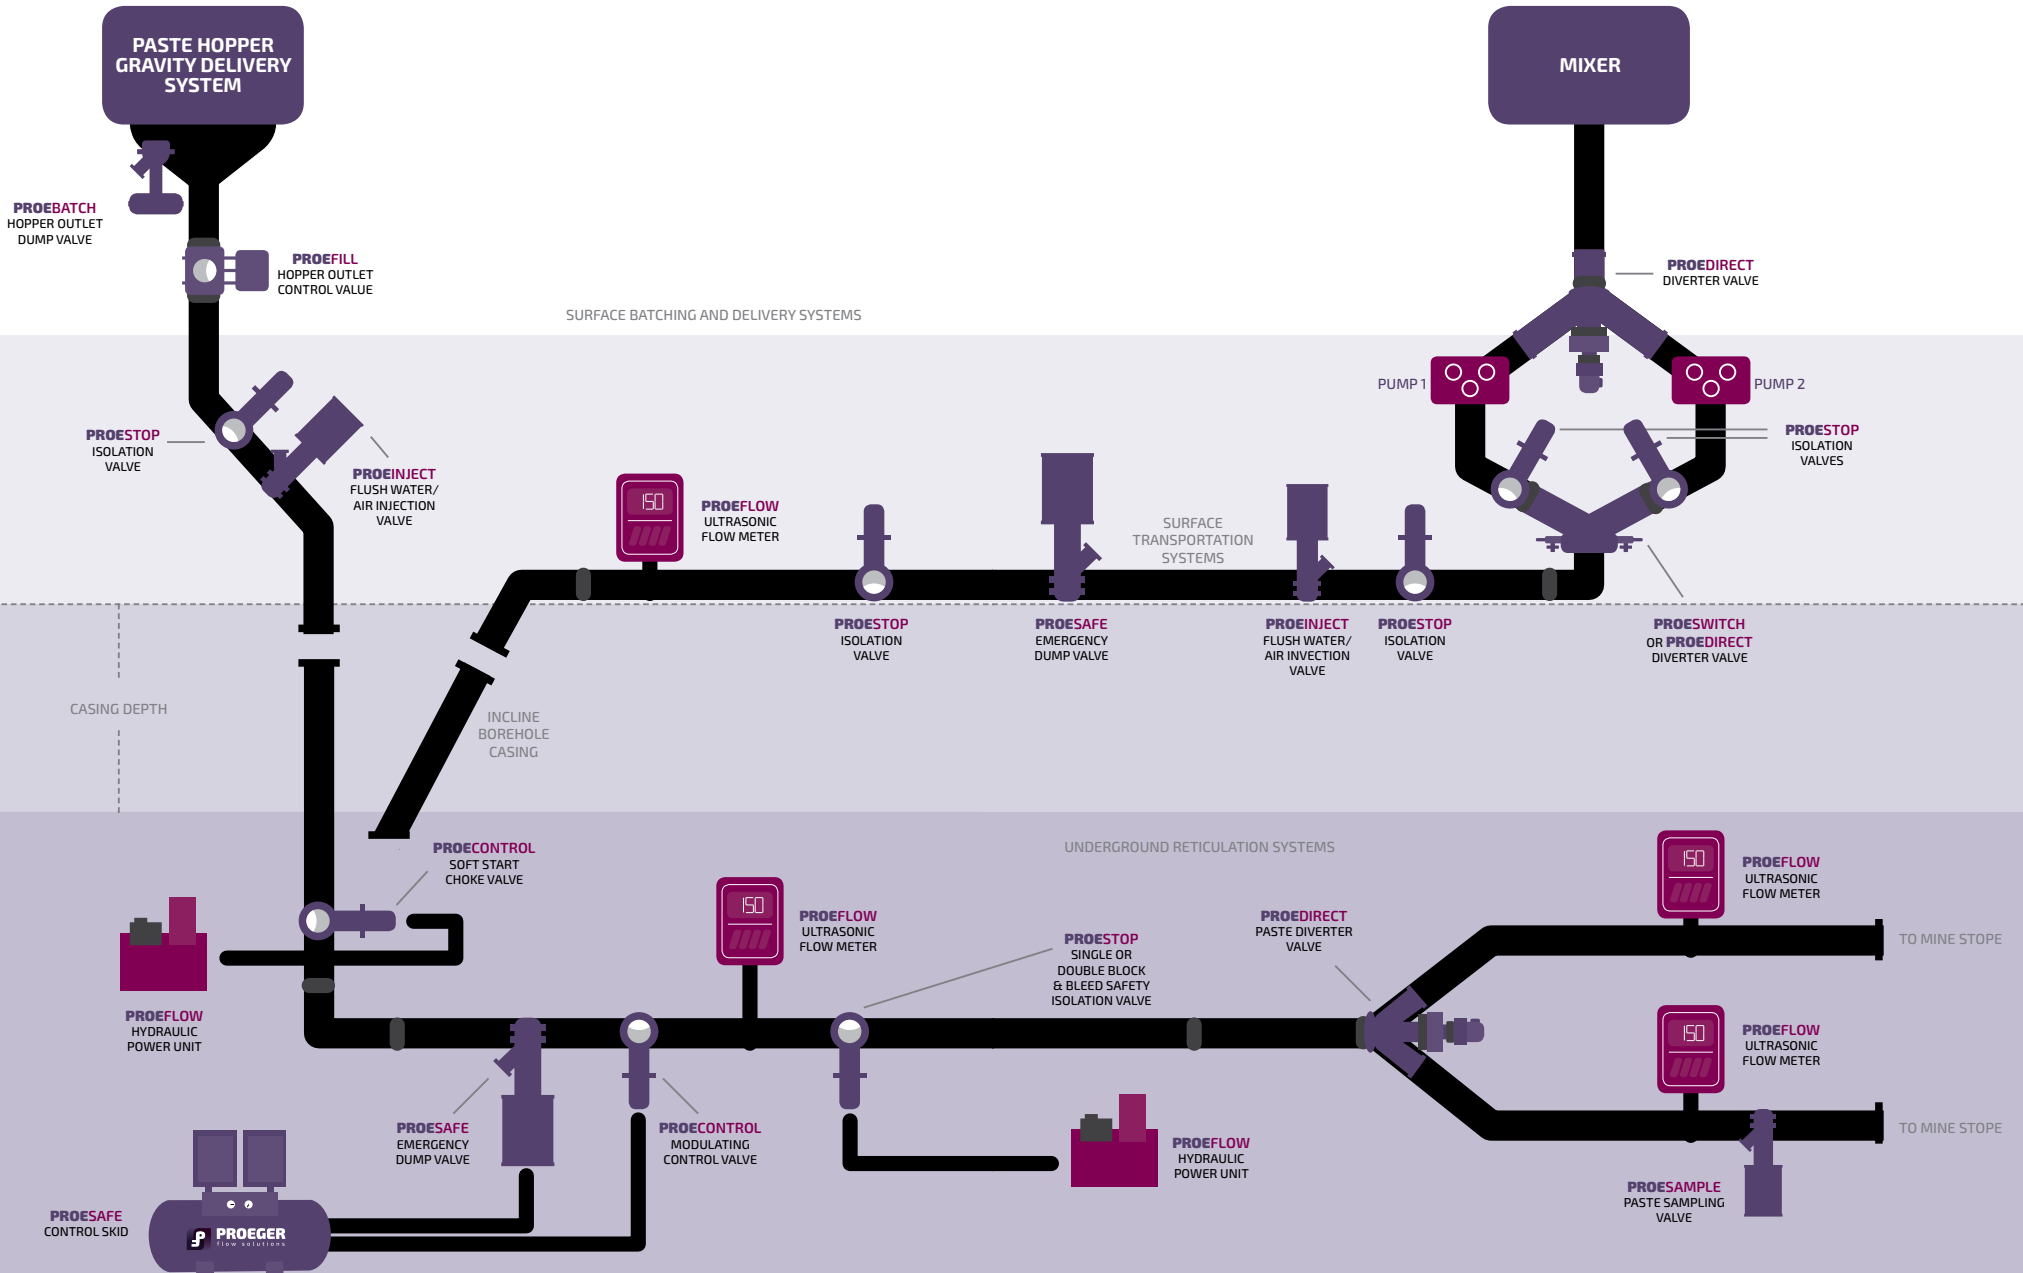 PASTE HOPPER
GRAVITY DELIVERY
SYSTEM
MIXER
PROEBATCH
HOPPER OUTLET
DUMP VALVE
PROEFILL
HOPPER OUTLET
CONTROL VALUE
PROEDIRECT
DIVERTER VALVE
SURFACE BATCHING AND DELIVERY SYSTEMS
PUMP 1
PUMP 2
PROESTOP
ISOLATION
VALVE
PROEINJECT
FLUSH WATER/
AIR INJECTION
VALVE
PROESTOP
ISOLATION
VALVES
150
PROEFLOW
ULTRASONIC
FLOW METER
SURFACE
TRANSPORTATION
SYSTEMS
PROESTOP
ISOLATION
VALVE
PROESAFE
EMERGENCY
DUMP VALVE
PROEINJECT
FLUSH WATER/
AIR INVECTION
VALVE
PROESTOP
ISOLATION
VALVE
PROESWITCH
OR PROEDIRECT
DIVERTER VALVE
CASING DEPTH
INCLINE
BOREHOLE
CASING
PROECONTROL
SOFT START
CHOKE VALVE
UNDERGROUND RETICULATION SYSTEMS
150
PROEFLOW
ULTRASONIC
FLOW METER
150
PROEFLOW
ULTRASONIC
FLOW METER
PROESTOP
SINGLE OR
DOUBLE BLOCK
& BLEED SAFETY
ISOLATION VALVE
PROEDIRECT
PASTE DIVERTER
VALVE
TO MINE STOPE
PROEFLOW
HYDRAULIC
POWER UNIT
150
PROEFLOW
ULTRASONIC
FLOW METER
PROESAFE
EMERGENCY
DUMP VALVE
PROECONTROL
MODULATING
CONTROL VALVE
PROEFLOW
HYDRAULIC
POWER UNIT
TO MINE STOPE
PROESAMPLE
PASTE SAMPLING
VALVE
PROESAFE
CONTROL SKID
PROEGER
flow solutions